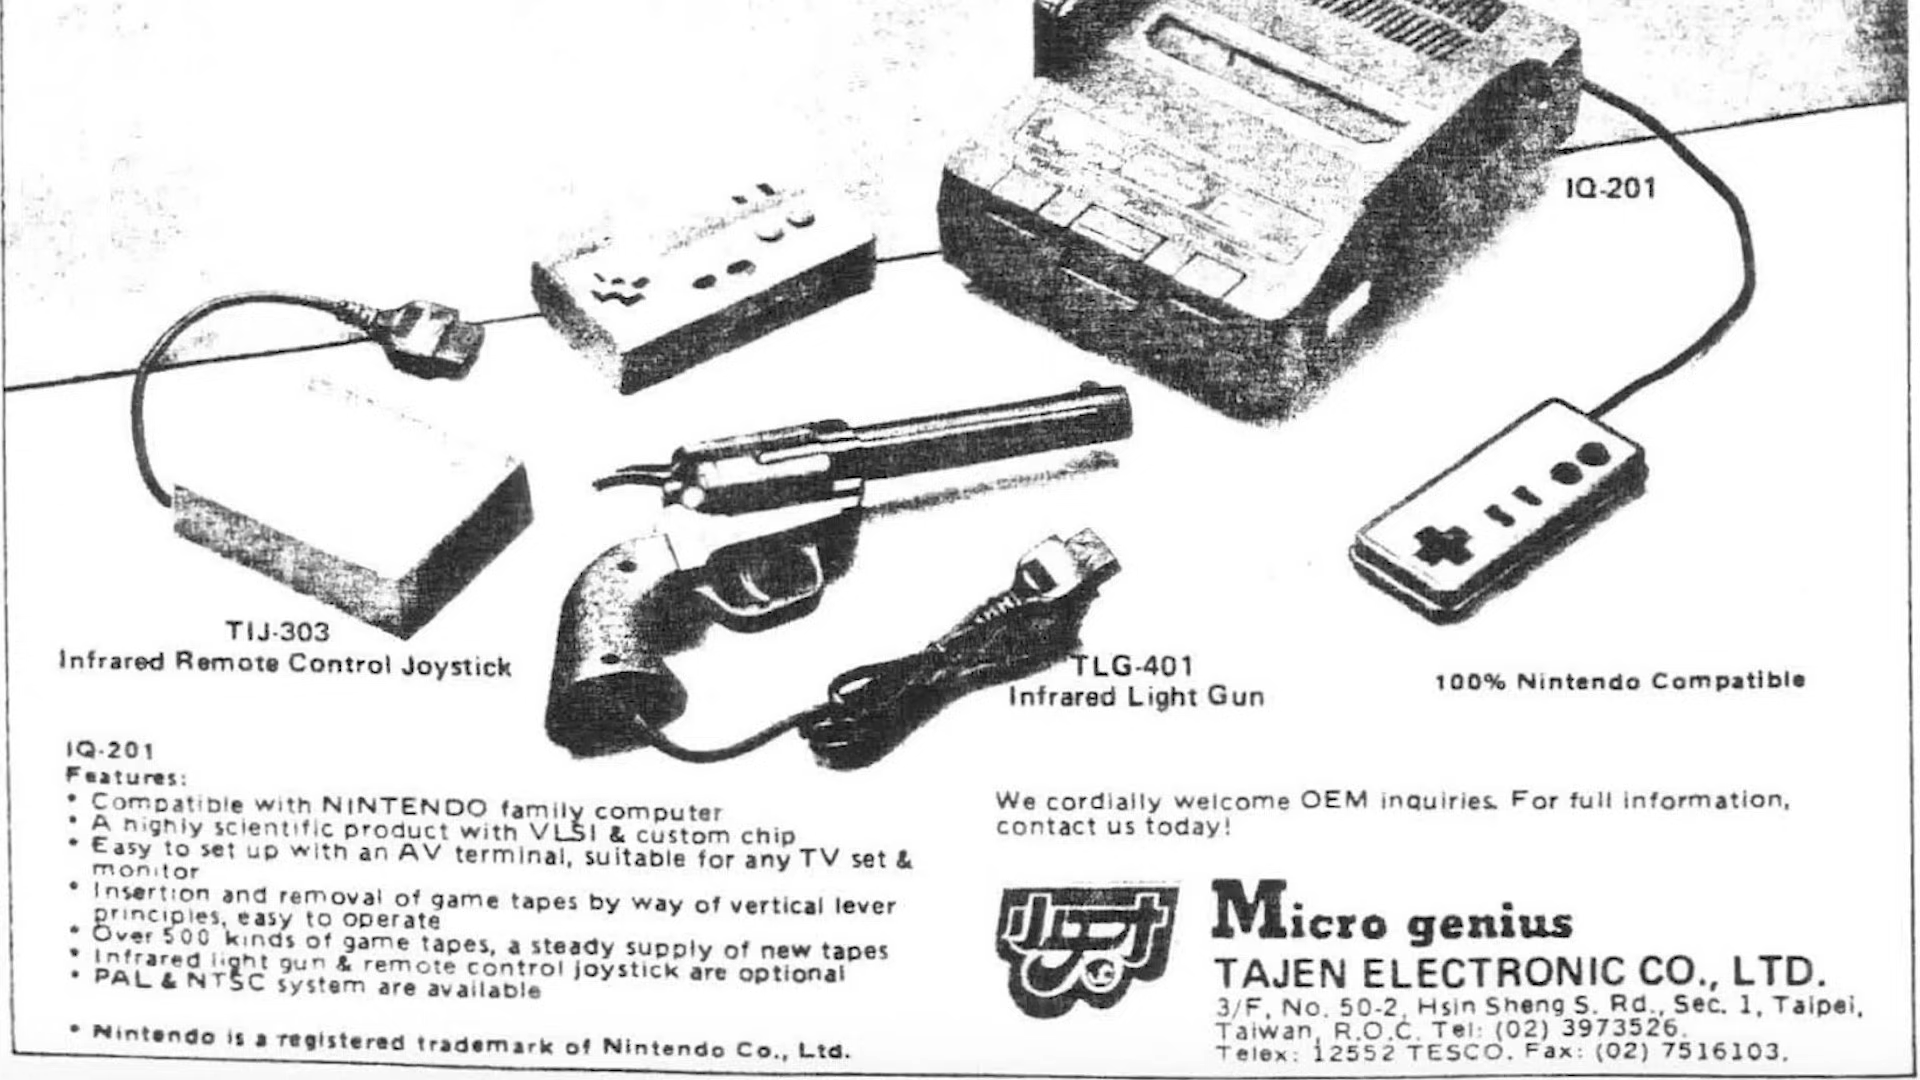 IQ-201
TIJ-303
Infrared Remote Control Joystick
TLG-401
Infrared Light Gun
100% Nintendo Compatible
IQ-201
Features:
* Compatible with NINTENDO family computer
* A highly scientific product with VLSI & custom chip
* Easy to set up with an AV terminal, suitable for any TV set &
monitor
* Insertion and removal of game tapes by way of vertical lever
principles, easy to operate
* Over 500 kinds of game tapes, a steady supply of new tapes
* Infrared light gun & remote control joystick are optional
* PAL & NTSC system are available
* Nintendo is a registered trademark of Nintendo Co., Ltd.
We cordially welcome OEM inquiries. For full information,
contact us today!
小天才
Micro genius
TAJEN ELECTRONIC CO., LTD.
3/F, No. 50-2, Hsin Sheng S. Rd., Sec. 1, Taipei,
Taiwan, R.O.C. Tel: (02) 3973526.
Telex: 12552 TESCO. Fax: (02) 7516103.